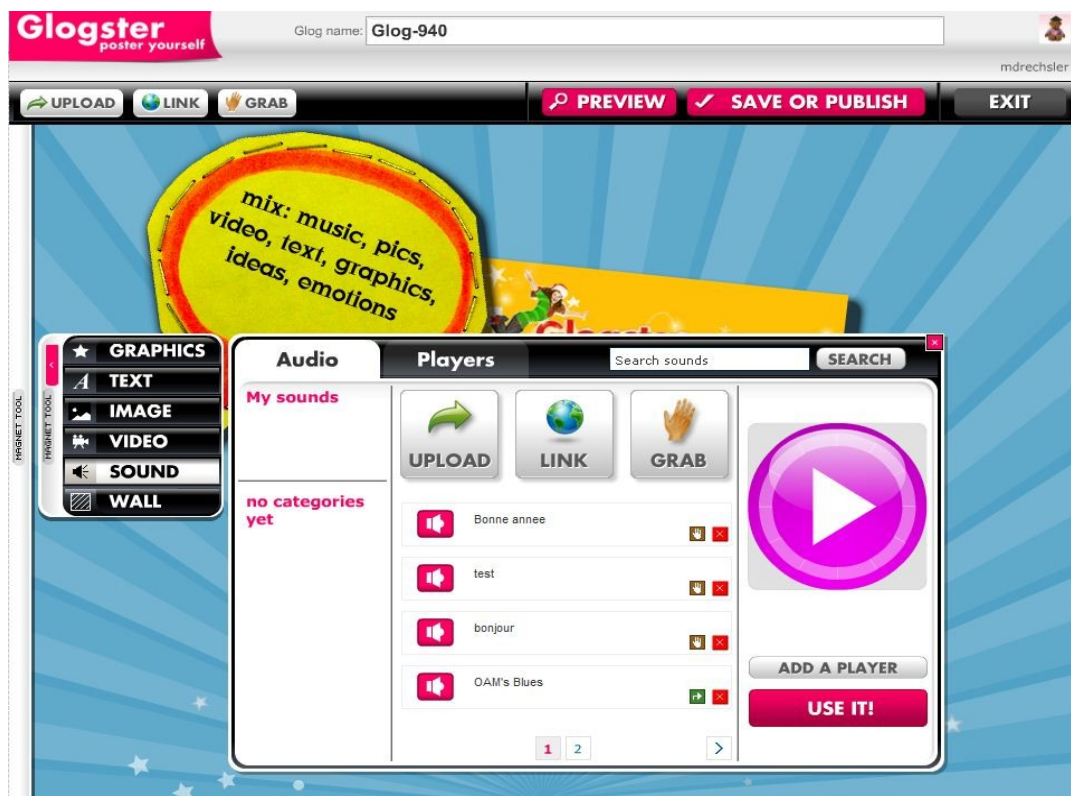 Glogster
poster yourself
Glog name: Glog-940
mdrechsler
UPLOAD LINK GRAB PREVIEW SAVE OR PUBLISH EXIT
mix: music, pics,
video, text, graphics,
ideas, emotions
Glogster
GRAPHICS
TEXT
IMAGE
VIDEO
SOUND
WALL
MAGNET TOOL
MAGNET TOOL
Audio Players Search sounds SEARCH
My sounds
no categories
yet
UPLOAD LINK GRAB
Bonne annee
test
bonjour
OAM's Blues
1 2 >
ADD A PLAYER
USE IT!